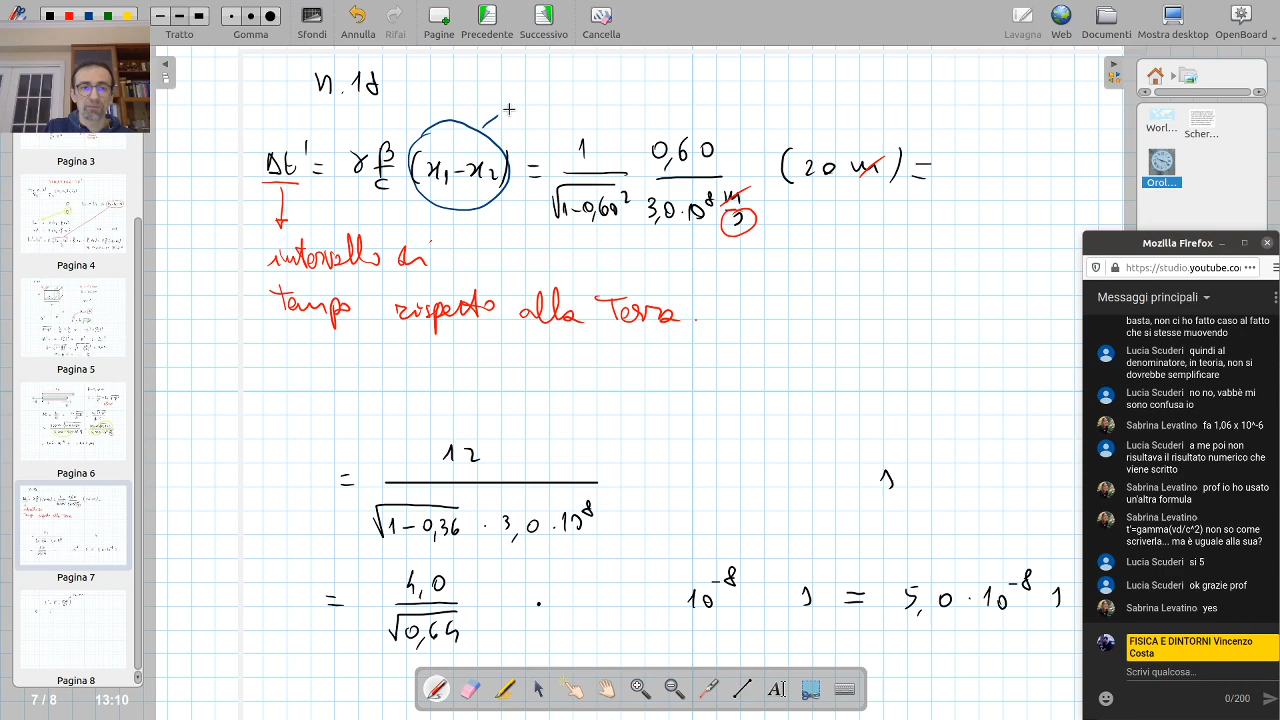 Tratto
Gomma
Sfondi
Annulla
Rifai
Pagine
Precedente
Successivo
Cancella
Lavagna
Web
Documenti
Mostra desktop
OpenBoard
Pagina 3
Pagina 4
Pagina 5
Pagina 6
Pagina 7
Pagina 8
7 / 8
13:10
n. 18
Δt' = γ β/c (x₁-x₂) = 1/√(1-0,60²) 0,60/(3,0·10⁸ m/s) (20 m) =
intervallo di
tempo rispetto alla Terra.
= 12/(√(1-0,36) · 3,0·10⁸) s
= 4,0/√0,64 · 10⁻⁸ s = 5,0·10⁻⁸ s
Worl..
Scher..
Orol...
Mozilla Firefox
https://studio.youtube.co
Messaggi principali
basta, non ci ho fatto caso al fatto
che si stesse muovendo
Lucia Scuderi quindi al
denominatore, in teoria, non si
dovrebbe semplificare
Lucia Scuderi no no, vabbè mi
sono confusa io
Sabrina Levatino fa 1,06 x 10^-6
Lucia Scuderi a me poi non
risultava il risultato numerico che
viene scritto
Sabrina Levatino prof io ho usato
un'altra formula
Sabrina Levatino
t'=gamma(vd/c^2) non so come
scriverla... ma è uguale alla sua?
Lucia Scuderi si 5
Lucia Scuderi ok grazie prof
Sabrina Levatino yes
FISICA E DINTORNI Vincenzo
Costa
Scrivi qualcosa...
0/200